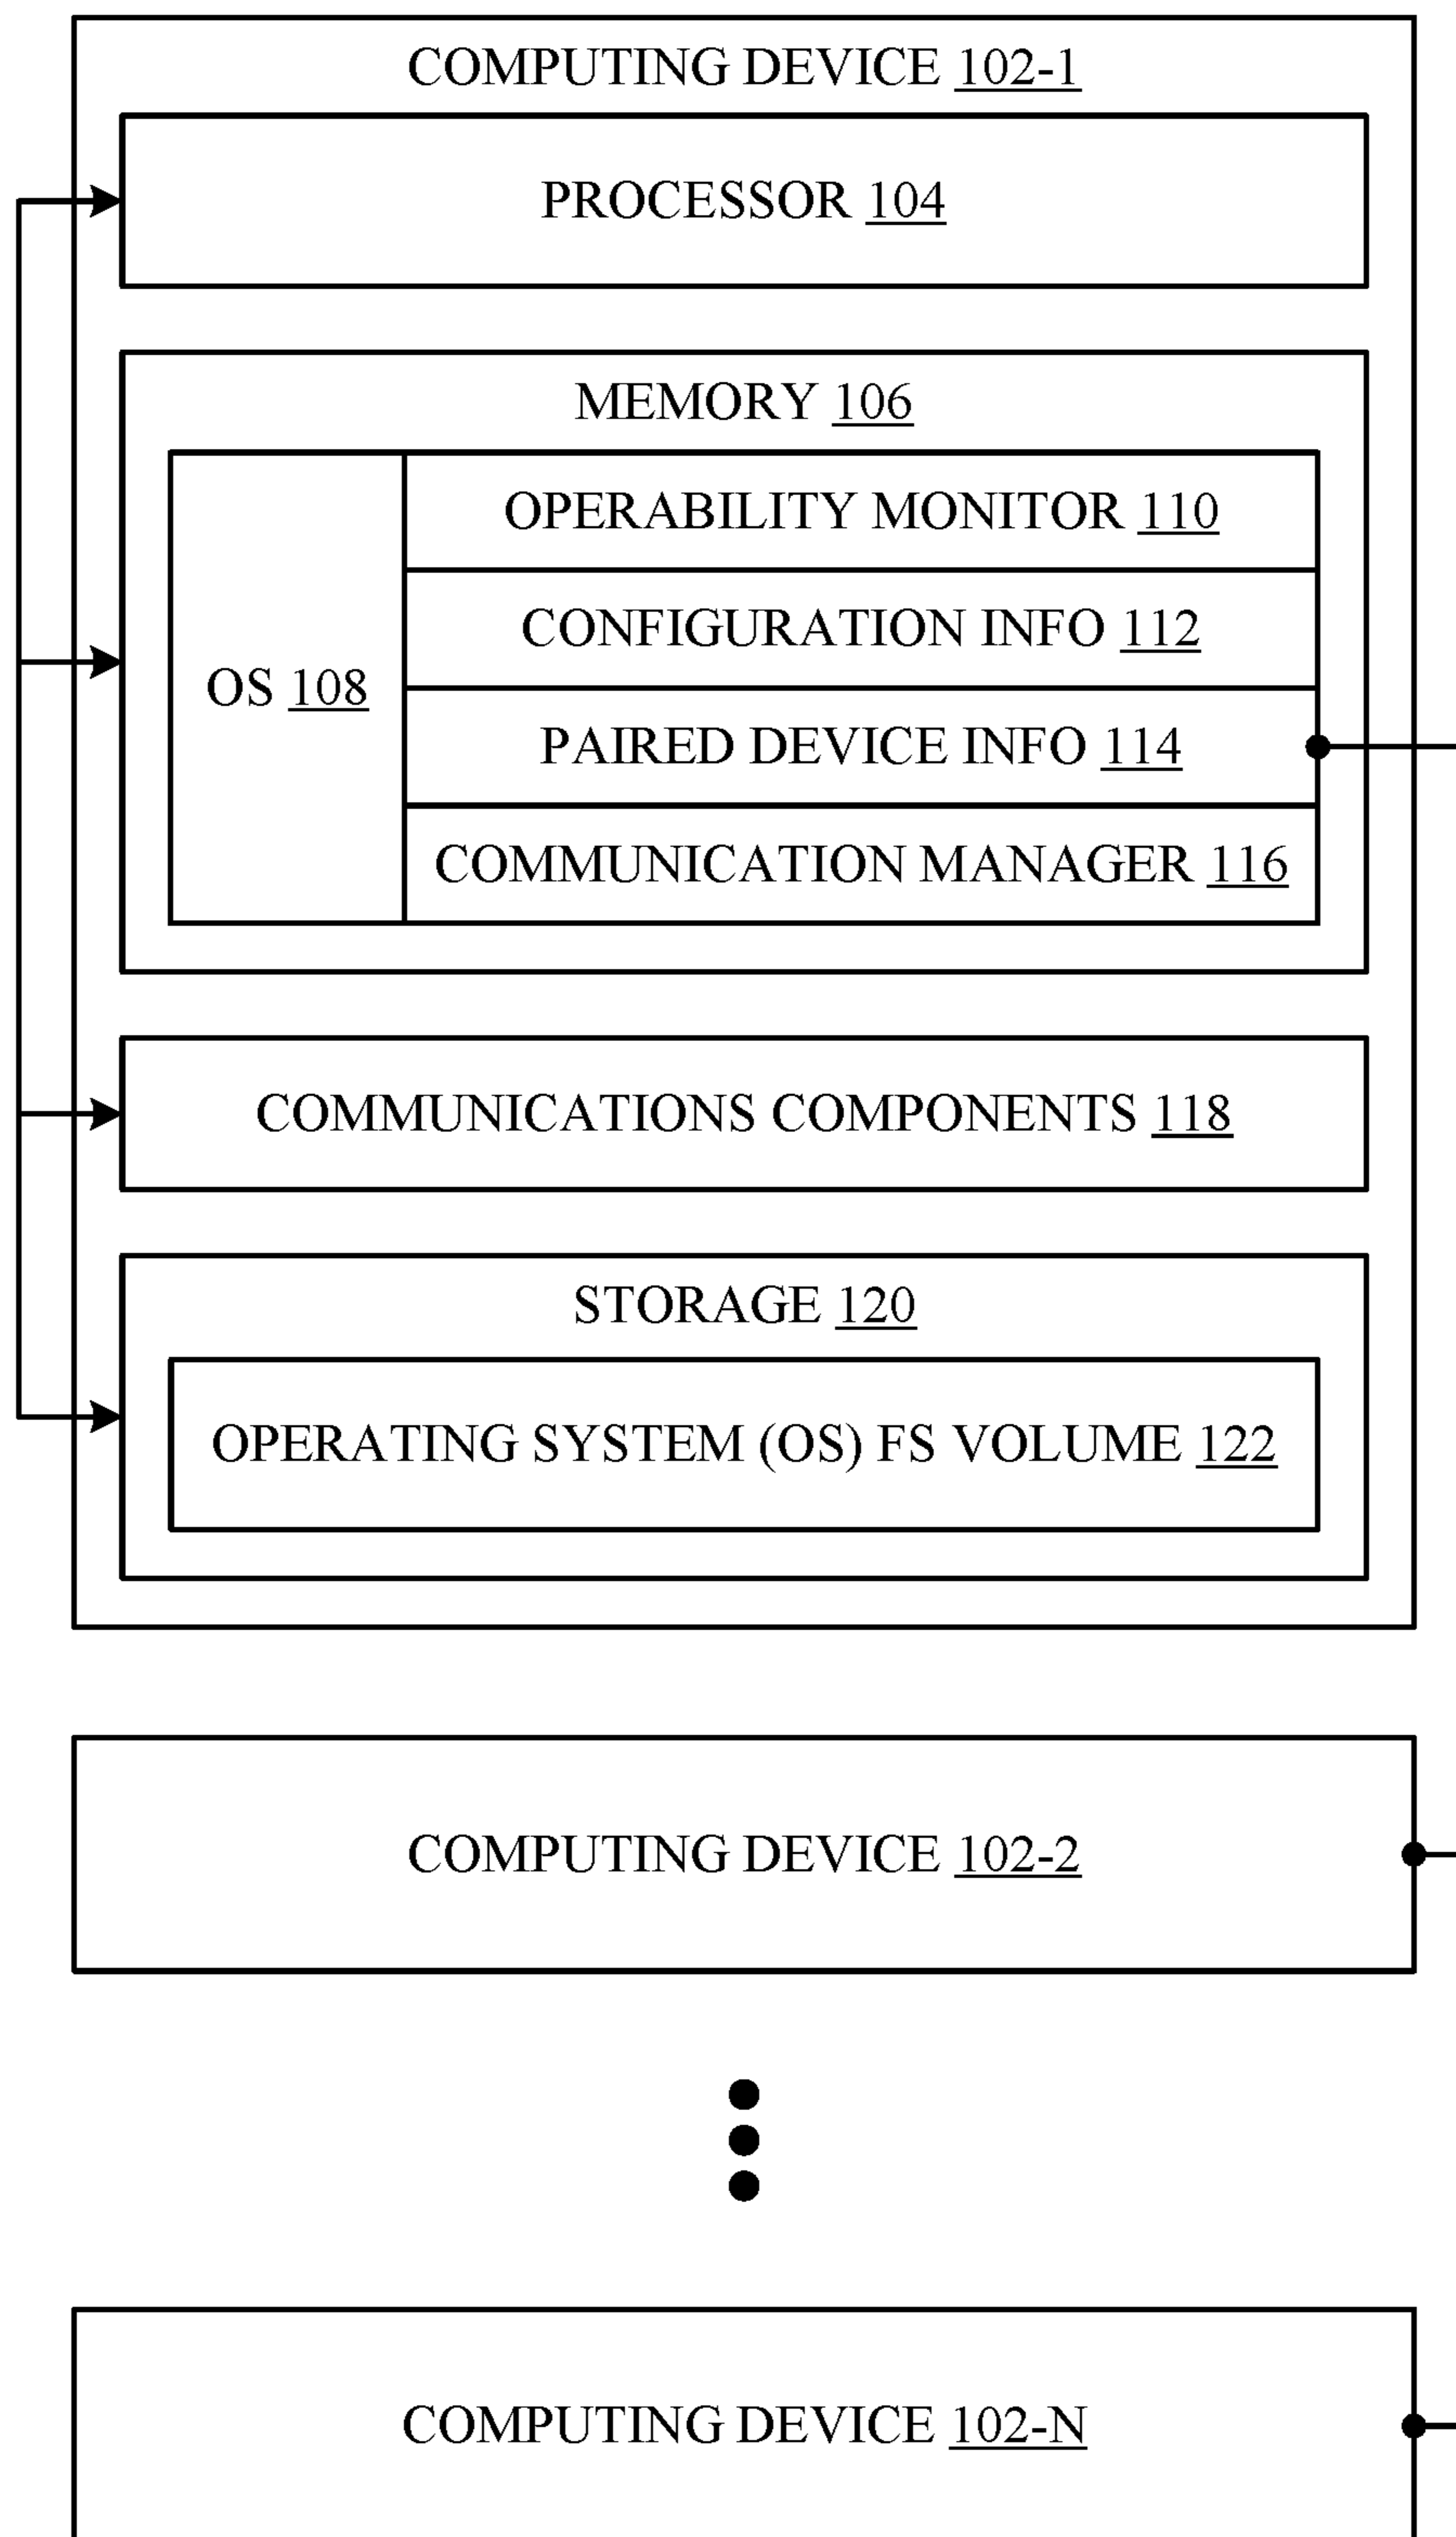 COMPUTING DEVICE 102-1
PROCESSOR 104
MEMORY 106
OS 108
OPERABILITY MONITOR 110
CONFIGURATION INFO 112
PAIRED DEVICE INFO 114
COMMUNICATION MANAGER 116
COMMUNICATIONS COMPONENTS 118
STORAGE 120
OPERATING SYSTEM (OS) FS VOLUME 122
COMPUTING DEVICE 102-2
COMPUTING DEVICE 102-N